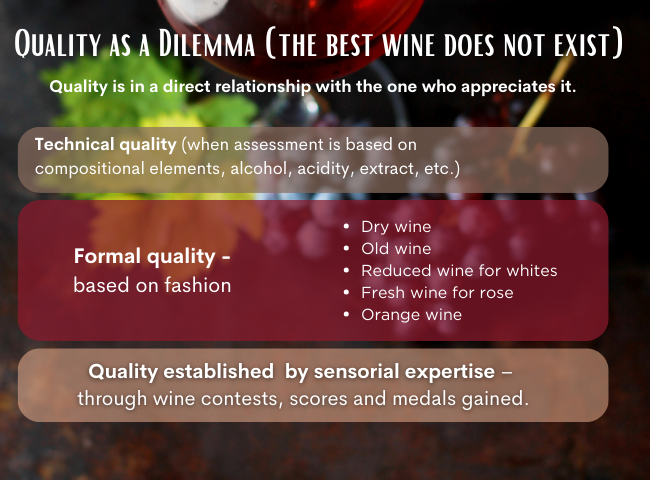 Quality as a Dilemma (the best wine does not exist)
Quality is in a direct relationship with the one who appreciates it.
Technical quality (when assessment is based on
compositional elements, alcohol, acidity, extract, etc.)
Formal quality -
based on fashion
• Dry wine
• Old wine
• Reduced wine for whites
• Fresh wine for rose
• Orange wine
Quality established  by sensorial expertise –
through wine contests, scores and medals gained.